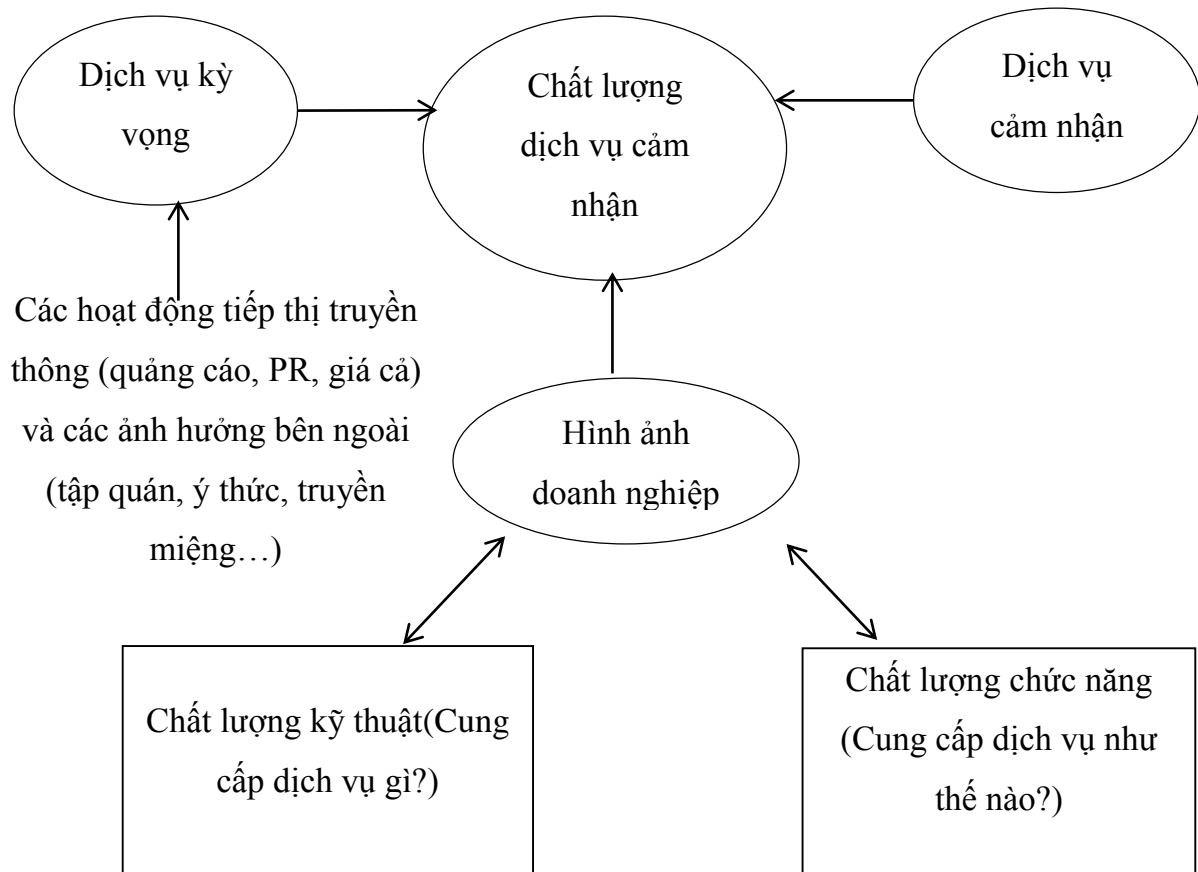 Dịch vụ kỳ
vọng
Chất lượng
dịch vụ cảm
nhận
Dịch vụ
cảm nhận
Các hoạt động tiếp thị truyền
thông (quảng cáo, PR, giá cả)
và các ảnh hưởng bên ngoài
(tập quán, ý thức, truyền
miệng…)
Hình ảnh
doanh nghiệp
Chất lượng kỹ thuật(Cung
cấp dịch vụ gì?)
Chất lượng chức năng
(Cung cấp dịch vụ như
thế nào?)